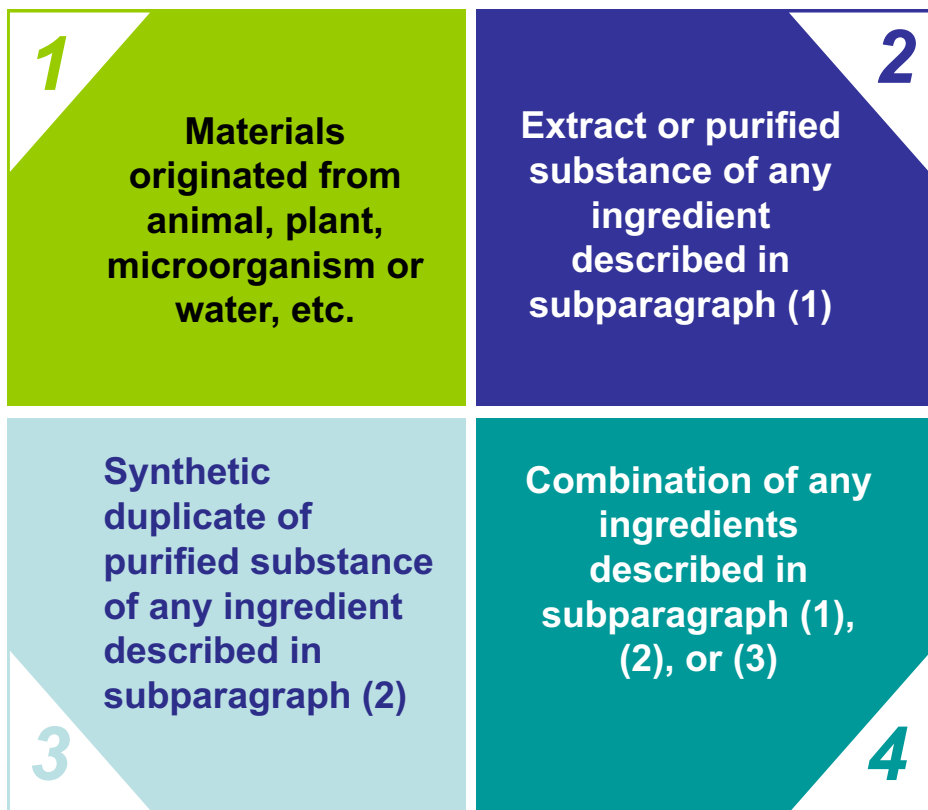 1
Materials
originated from
animal, plant,
microorganism or
water, etc.
2
Extract or purified
substance of any
ingredient
described in
subparagraph (1)
Synthetic
duplicate of
purified substance
of any ingredient
described in
subparagraph (2)
3
Combination of any
ingredients
described in
subparagraph (1),
(2), or (3)
4